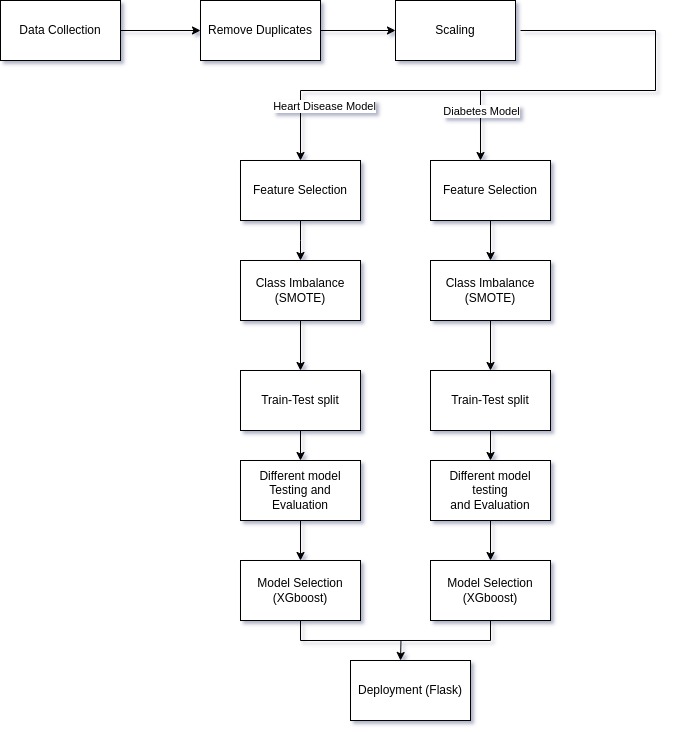 Data Collection
Remove Duplicates
Scaling
Heart Disease Model
Diabetes Model
Feature Selection
Feature Selection
Class Imbalance
(SMOTE)
Class Imbalance
(SMOTE)
Train-Test split
Train-Test split
Different model
Testing and
Evaluation
Different model
testing
and Evaluation
Model Selection
(XGboost)
Model Selection
(XGboost)
Deployment (Flask)